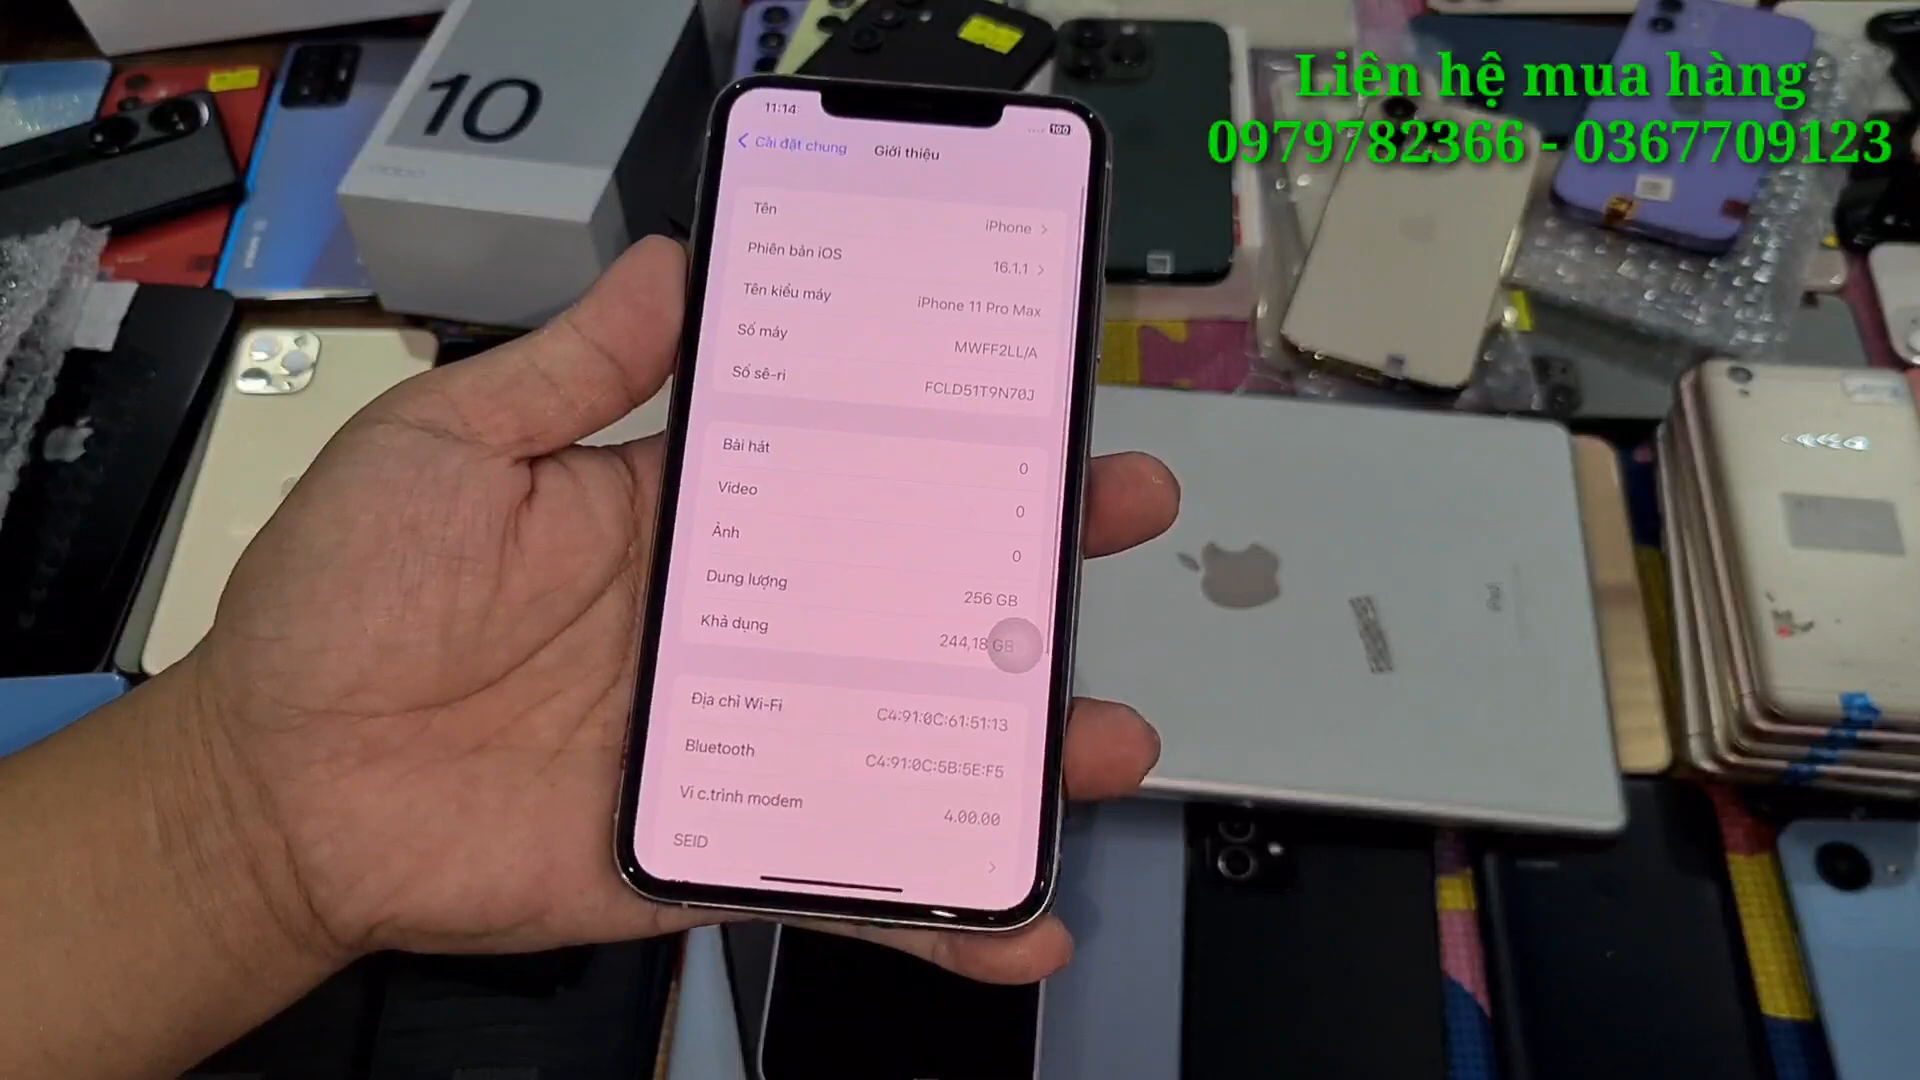 Liên hệ mua hàng
0979782366 - 0367709123
10
11:14
100
Cài đặt chung
Giới thiệu
Tên
iPhone
Phiên bản iOS
16.1.1
Tên kiểu máy
iPhone 11 Pro Max
Số máy
MWFF2LL/A
Số sê-ri
FCLD51T9N70J
Bài hát
0
Video
0
Ảnh
0
Dung lượng
256 GB
Khả dụng
244,18 GB
Địa chỉ Wi-Fi
C4:91:0C:61:51:13
Bluetooth
C4:91:0C:5B:5E:F5
Vi c.trình modem
4.00.00
SEID
iPad